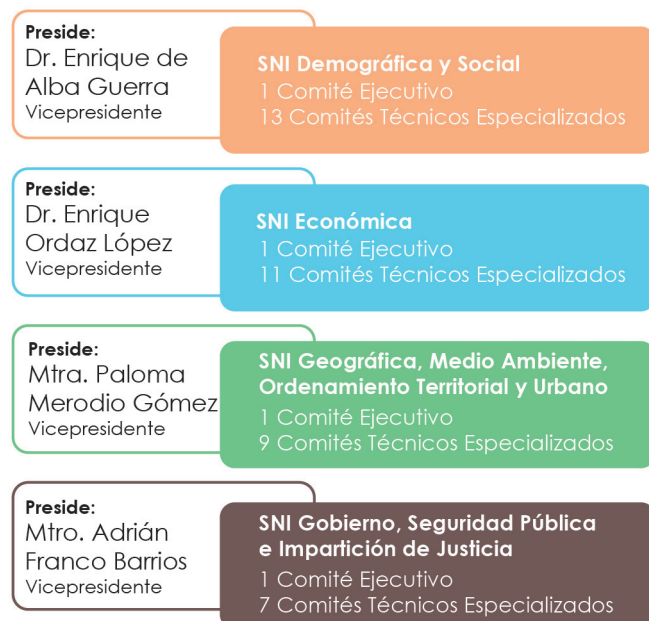 Preside:
Dr. Enrique de
Alba Guerra
Vicepresidente
SNI Demográfica y Social
1 Comité Ejecutivo
13 Comités Técnicos Especializados
Preside:
Dr. Enrique
Ordaz López
Vicepresidente
SNI Económica
1 Comité Ejecutivo
11 Comités Técnicos Especializados
Preside:
Mtra. Paloma
Merodio Gómez
Vicepresidente
SNI Geográfica, Medio Ambiente,
Ordenamiento Territorial y Urbano
1 Comité Ejecutivo
9 Comités Técnicos Especializados
Preside:
Mtro. Adrián
Franco Barrios
Vicepresidente
SNI Gobierno, Seguridad Pública
e Impartición de Justicia
1 Comité Ejecutivo
7 Comités Técnicos Especializados